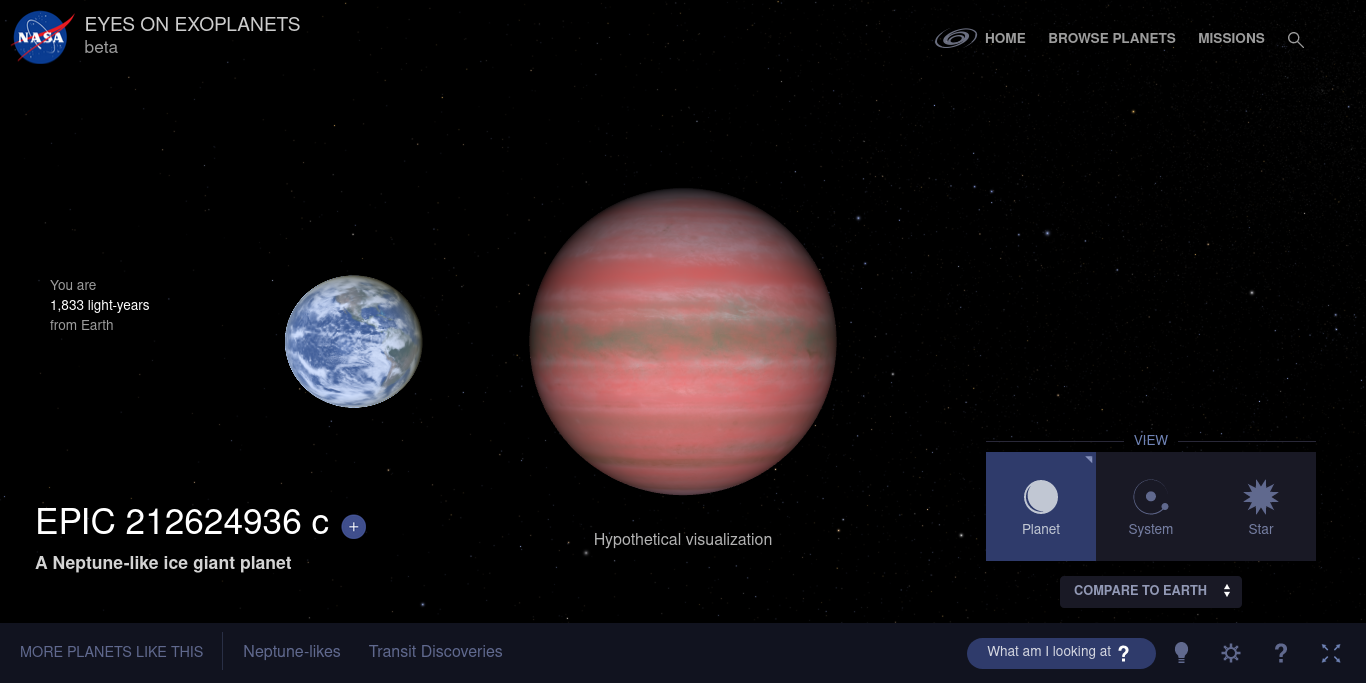 NASA
EYES ON EXOPLANETS
beta
HOME
BROWSE PLANETS
MISSIONS
You are
1,833 light-years
from Earth
VIEW
Planet
System
Star
EPIC 212624936 c +
A Neptune-like ice giant planet
Hypothetical visualization
COMPARE TO EARTH
MORE PLANETS LIKE THIS
Neptune-likes
Transit Discoveries
What am I looking at ?
?